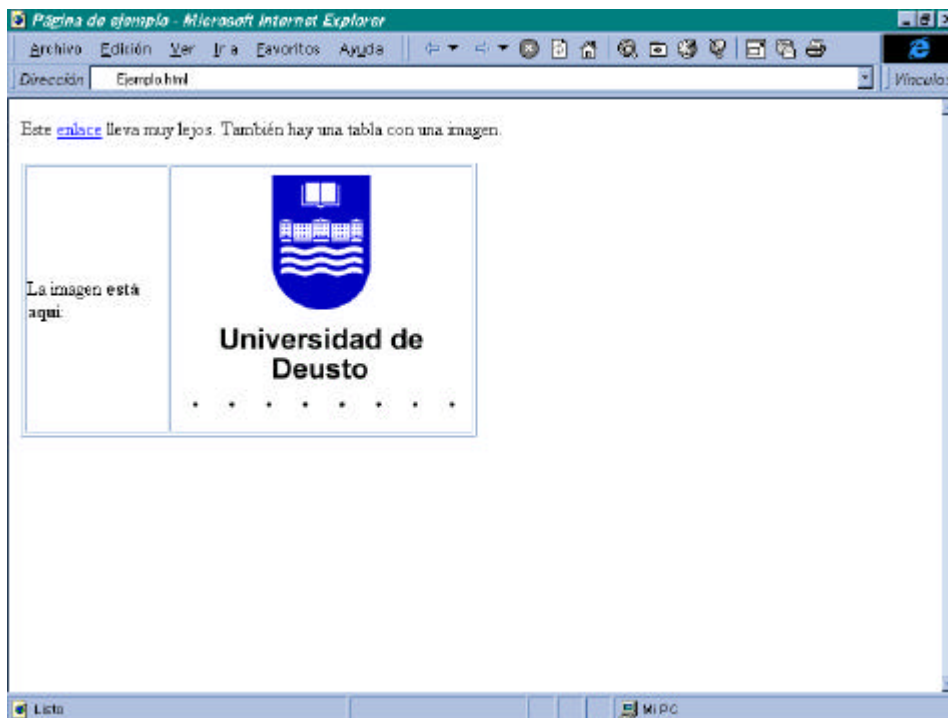 Página de ejemplo - Microsoft Internet Explorer
Archivo Edición Ver Ir a Favoritos Ayuda
Dirección Ejemplo.html Vínculos
Este enlace lleva muy lejos. También hay una tabla con una imagen.
La imagen está
aquí:
Universidad de
Deusto
Listo Mi PC